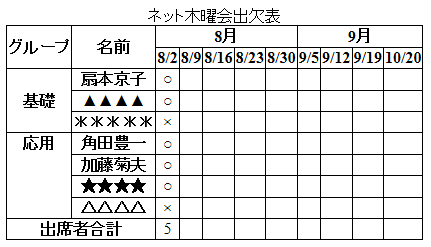 ネット木曜会出欠表
グループ 名前 8月 9月
8/2 8/9 8/16 8/23 8/30 9/5 9/12 9/19 10/20
基礎 扇本京子 ○
▲▲▲▲ ○
＊＊＊＊＊ ×
応用 角田豊一 ○
加藤菊夫 ○
★★★★ ○
△△△△ ×
出席者合計 5